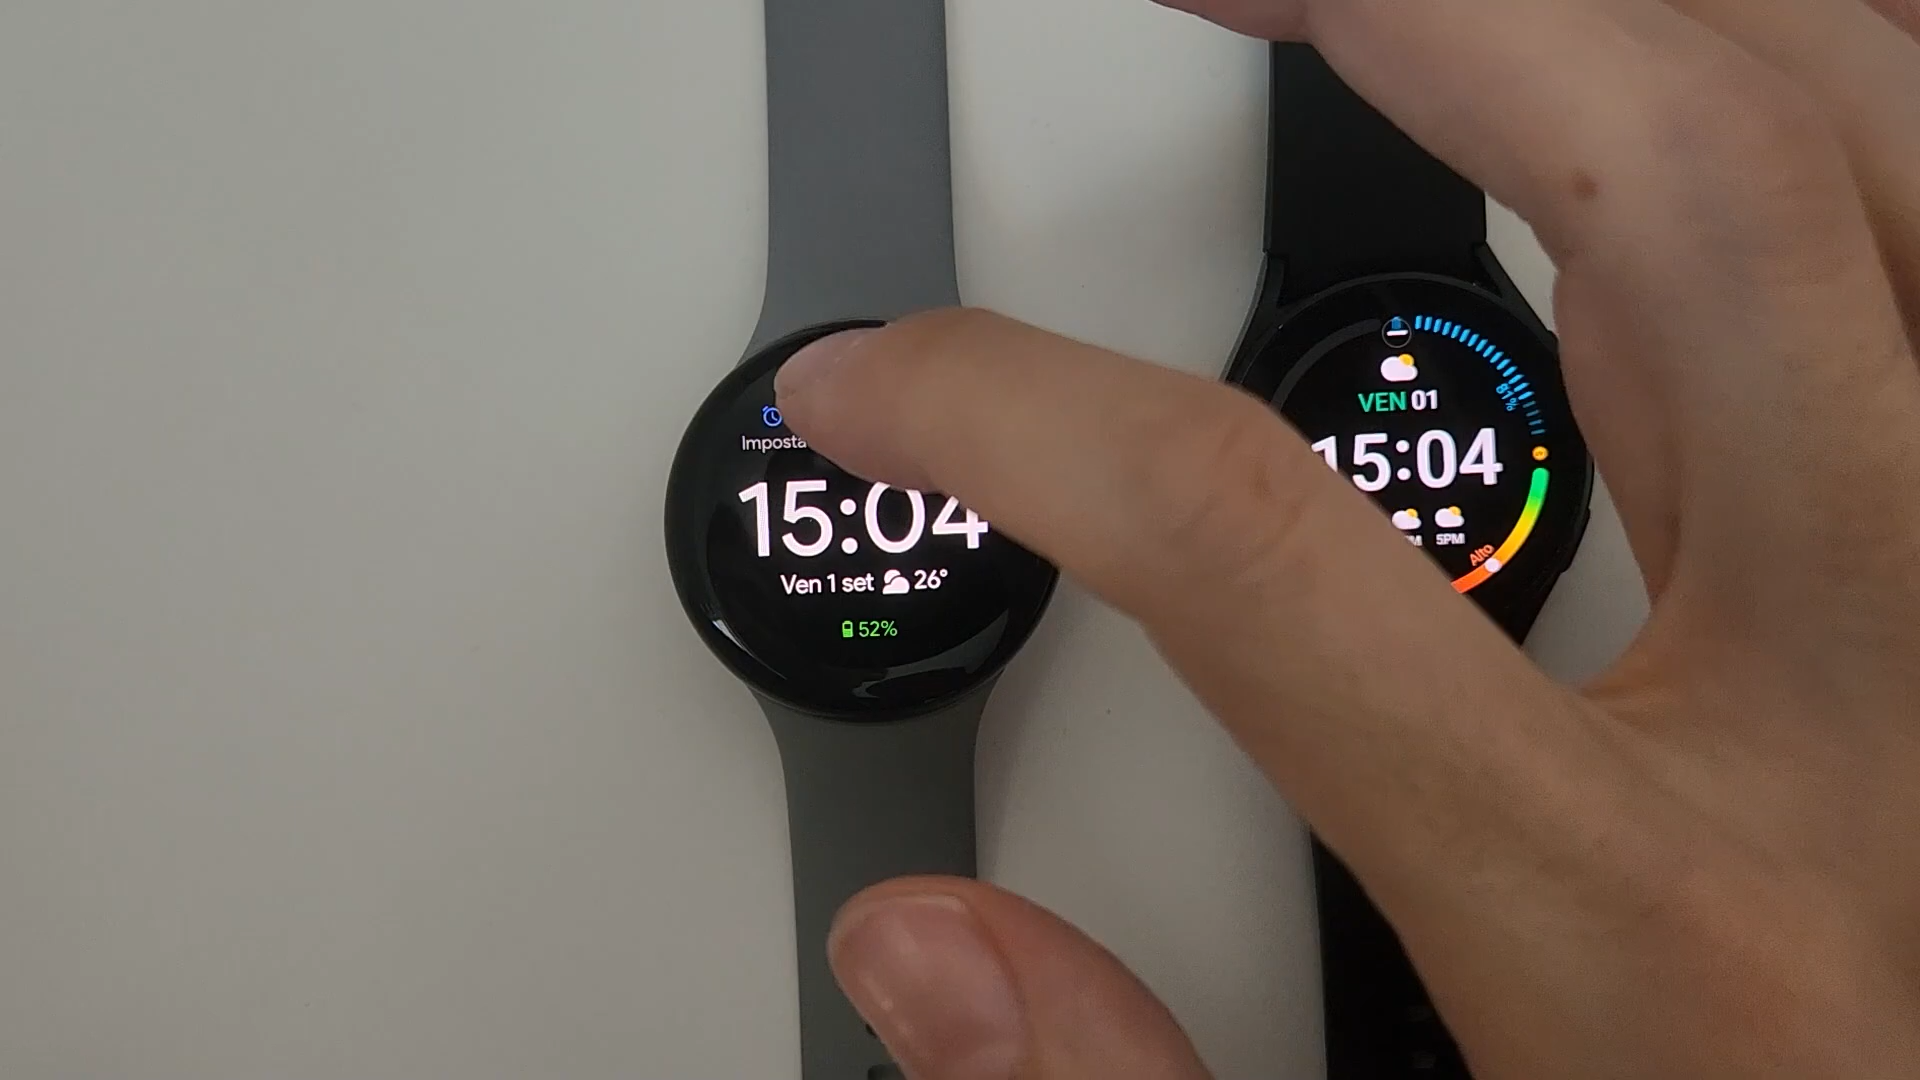 Imposta
15:04
Ven 1 set 26°
52%
81%
VEN 01
15:04
5PM
Alto